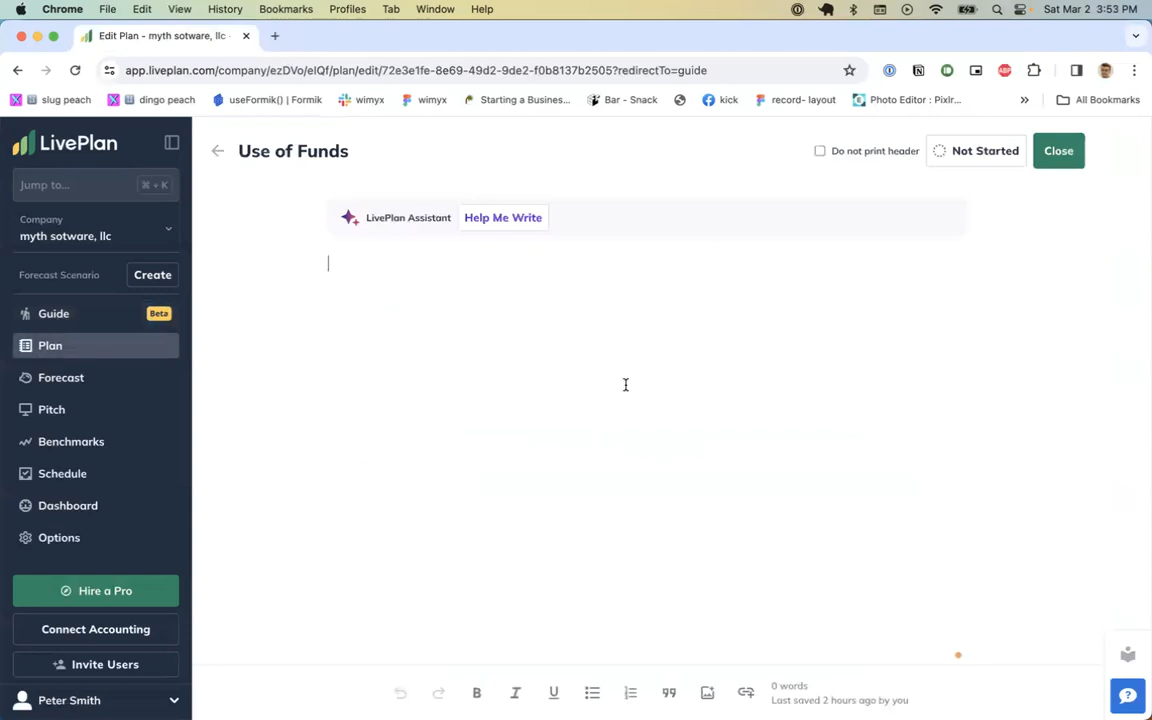 Chrome File Edit View History Bookmarks Profiles Tab Window Help Sat Mar 2 3:53 PM
Edit Plan - myth sotware, llc -
app.liveplan.com/company/ezDVo/eIQf/plan/edit/72e3e1fe-8e69-49d2-9de2-f0b8137b2505?redirectTo=guide
slug peach dingo peach useFormik() | Formik wimyx wimyx Starting a Busines... Bar - Snack kick record- layout Photo Editor : Pixlr... All Bookmarks
LivePlan
Use of Funds
Do not print header
Not Started
Close
Jump to... ⌘ + K
LivePlan Assistant Help Me Write
Company
myth sotware, llc
Forecast Scenario Create
Guide Beta
Plan
Forecast
Pitch
Benchmarks
Schedule
Dashboard
Options
Hire a Pro
Connect Accounting
Invite Users
Peter Smith
B I U
0 words
Last saved 2 hours ago by you